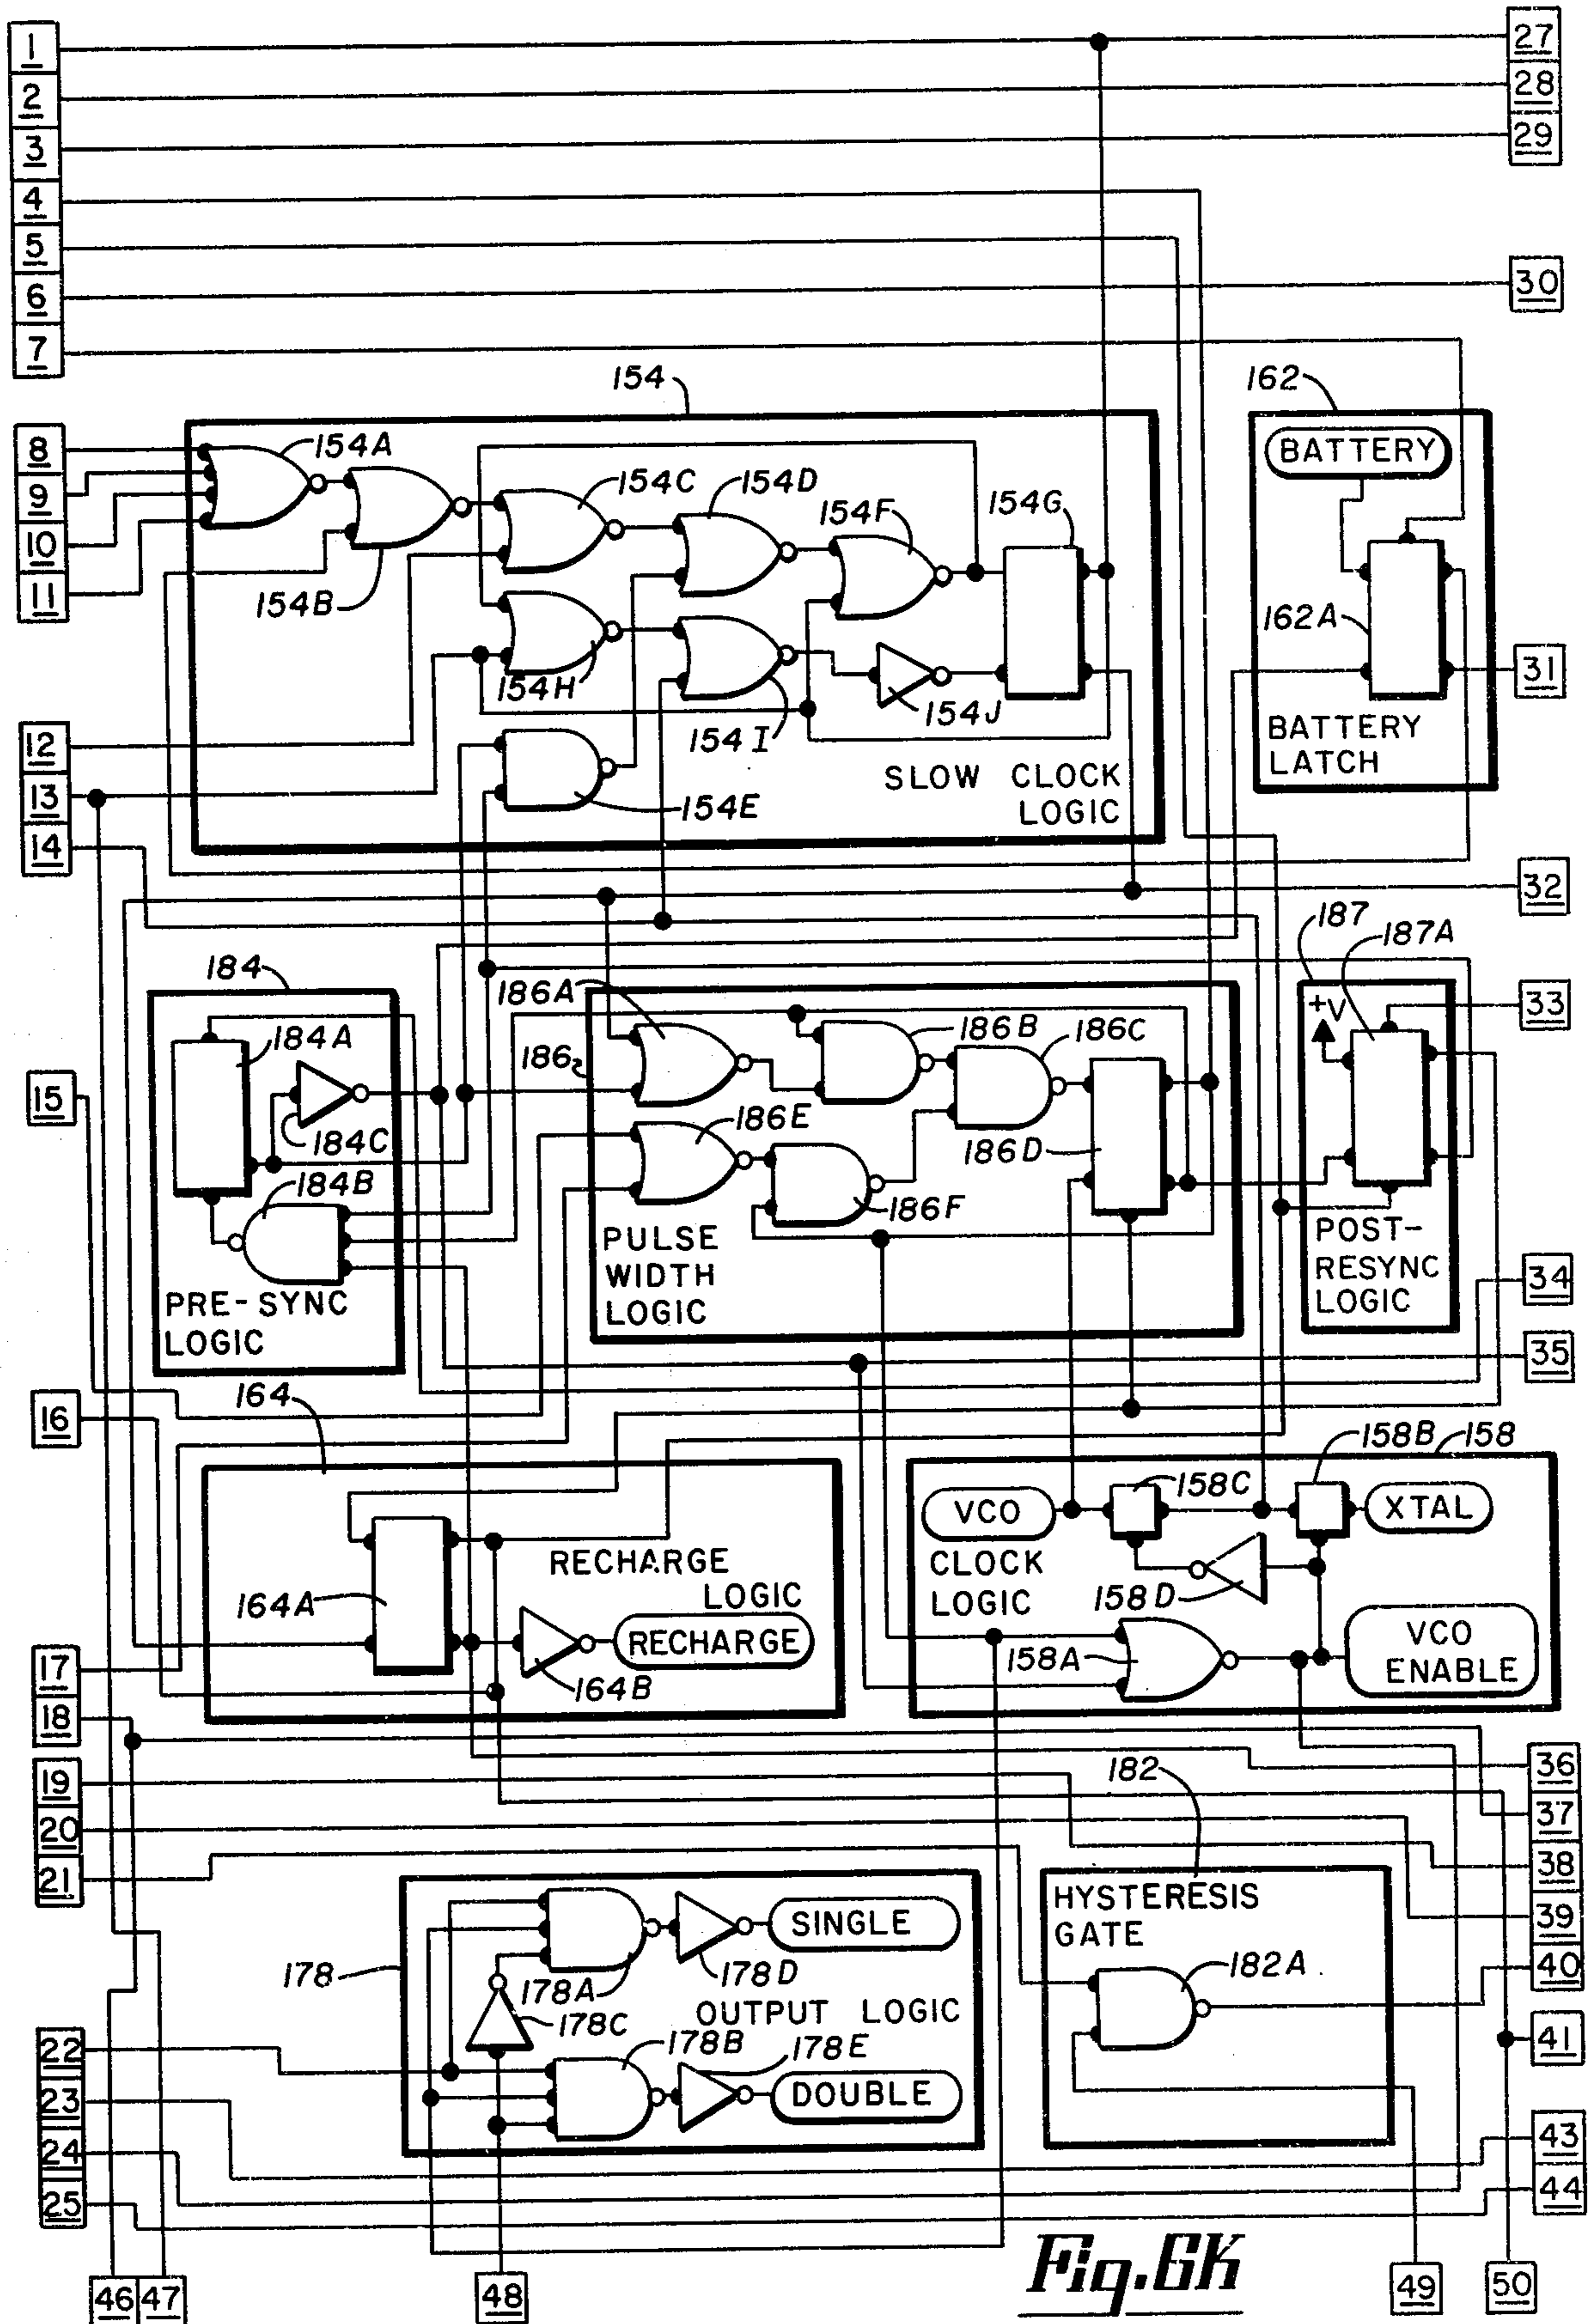 1
27
2
28
3
29
4
5
6
30
7
154
162
8
154A
BATTERY
9
154C
154D
154F
154G
10
11
154B
162A
154H
31
154J
12
154I
BATTERY
LATCH
13
154E
SLOW CLOCK
LOGIC
14
32
187
187A
184
186A
33
+V
184A
186B
186C
186
15
184C
186E
186D
184B
186F
PULSE
WIDTH
LOGIC
POST-
RESYNC
LOGIC
34
PRE-SYNC
LOGIC
35
164
16
158B
158
158C
VCO
XTAL
RECHARGE
LOGIC
CLOCK
LOGIC
158D
164A
RECHARGE
VCO
ENABLE
158A
17
164B
18
182
36
19
37
20
38
21
HYSTERESIS
GATE
SINGLE
39
178
178A
178D
182A
40
OUTPUT LOGIC
178C
22
178B
178E
41
23
DOUBLE
24
43
25
44
Fig. 6K
46
47
48
49
50